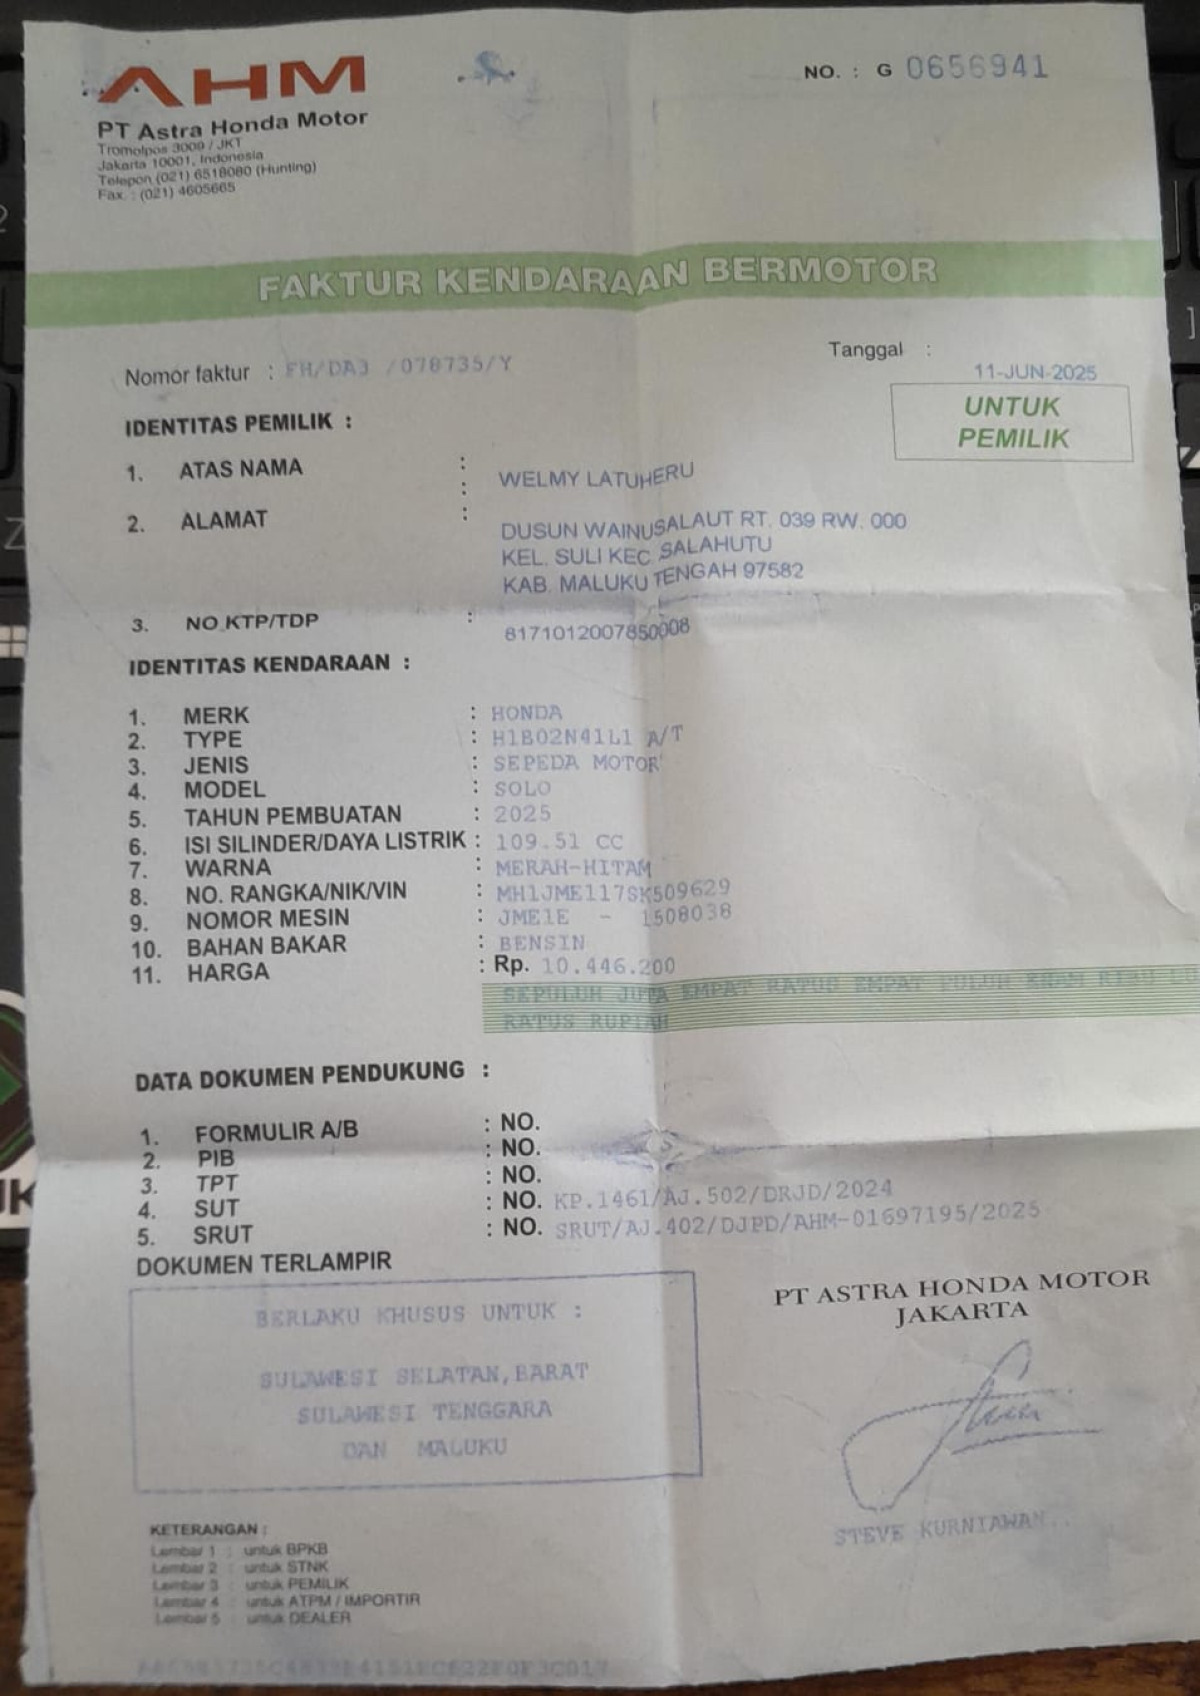 AHM
NO. : G 0656941
PT Astra Honda Motor
Tromolpos 3009 / JKT
Jakarta 10001, Indonesia
Telepon (021) 6518080 (Hunting)
Fax. : (021) 4605665
FAKTUR KENDARAAN BERMOTOR
Nomor faktur : FH/DA3 /078735/Y
Tanggal :
11-JUN-2025
UNTUK
PEMILIK
IDENTITAS PEMILIK :
1. ATAS NAMA : WELMY LATUHERU
2. ALAMAT : DUSUN WAINUSALAUT RT. 039 RW. 000
KEL. SULI KEC SALAHUTU
KAB. MALUKU TENGAH 97582
3. NO KTP/TDP : 8171012007850008
IDENTITAS KENDARAAN :
1. MERK : HONDA
2. TYPE : H1B02N41L1 A/T
3. JENIS : SEPEDA MOTOR
4. MODEL : SOLO
5. TAHUN PEMBUATAN : 2025
6. ISI SILINDER/DAYA LISTRIK : 109.51 CC
7. WARNA : MERAH-HITAM
8. NO. RANGKA/NIK/VIN : MH1JME117SK509629
9. NOMOR MESIN : JME1E - 1508038
10. BAHAN BAKAR : BENSIN
11. HARGA : Rp. 10.446.200
SEPULUH JUTA EMPAT RATUS EMPAT PULUH ENAM RIBU
RATUS RUPIAH
DATA DOKUMEN PENDUKUNG :
1. FORMULIR A/B : NO.
2. PIB : NO.
3. TPT : NO.
4. SUT : NO. KP.1461/AJ.502/DRJD/2024
5. SRUT : NO. SRUT/AJ.402/DJPD/AHM-01697195/2025
DOKUMEN TERLAMPIR
BERLAKU KHUSUS UNTUK :
SULAWESI SELATAN,BARAT
SULAWESI TENGGARA
DAN MALUKU
PT ASTRA HONDA MOTOR
JAKARTA
STEVE KURNIAWAN..
KETERANGAN :
Lembar 1 : untuk BPKB
Lembar 2 : untuk STNK
Lembar 3 : untuk PEMILIK
Lembar 4 : untuk ATPM / IMPORTIR
Lembar 5 : untuk DEALER